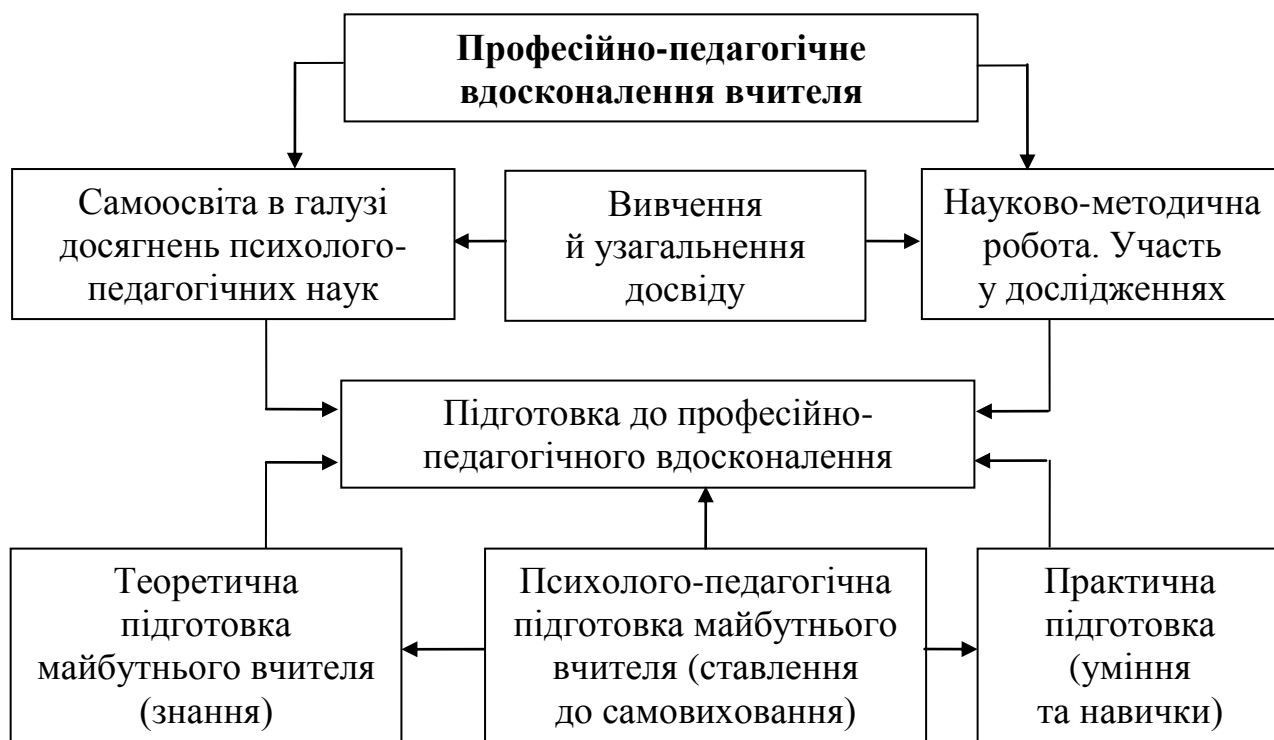 Професійно-педагогічне
вдосконалення вчителя
Самоосвіта в галузі
досягнень психолого-
педагогічних наук
Вивчення
й узагальнення
досвіду
Науково-методична
робота. Участь
у дослідженнях
Підготовка до професійно-
педагогічного вдосконалення
Теоретична
підготовка
майбутнього вчителя
(знання)
Психолого-педагогічна
підготовка майбутнього
вчителя (ставлення
до самовиховання)
Практична
підготовка
(уміння
та навички)